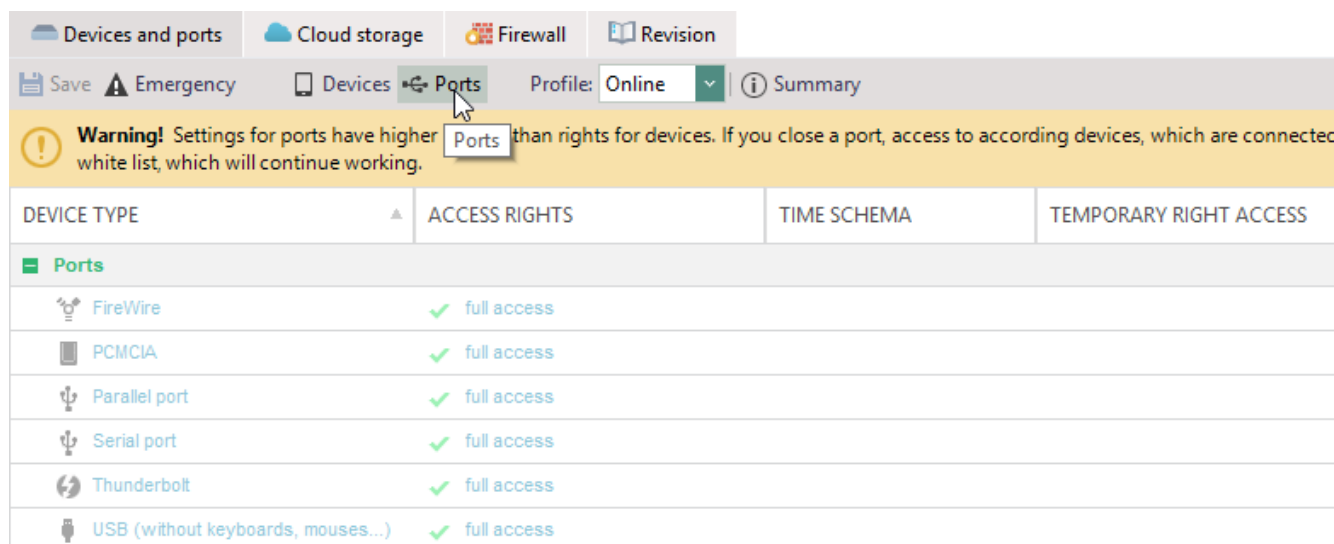 Devices and ports Cloud storage Firewall Revision
Save Emergency Devices Ports Profile: Online Summary
Warning! Settings for ports have higher than rights for devices. If you close a port, access to according devices, which are connected
Ports
white list, which will continue working.
DEVICE TYPE ACCESS RIGHTS TIME SCHEMA TEMPORARY RIGHT ACCESS
Ports
FireWire full access
PCMCIA full access
Parallel port full access
Serial port full access
Thunderbolt full access
USB (without keyboards, mouses...) full access